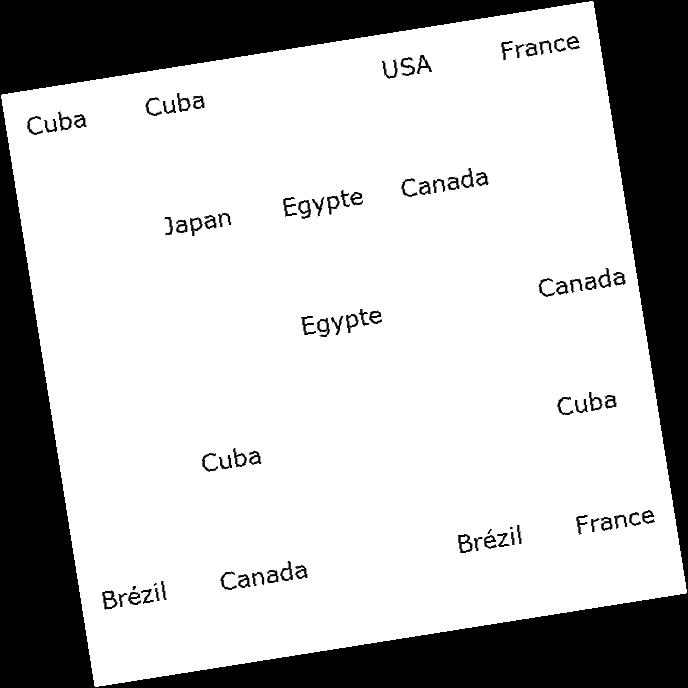 Cuba Cuba USA France
Japan Egypte Canada
Egypte Canada
Cuba Cuba
Brézil Canada Brézil France